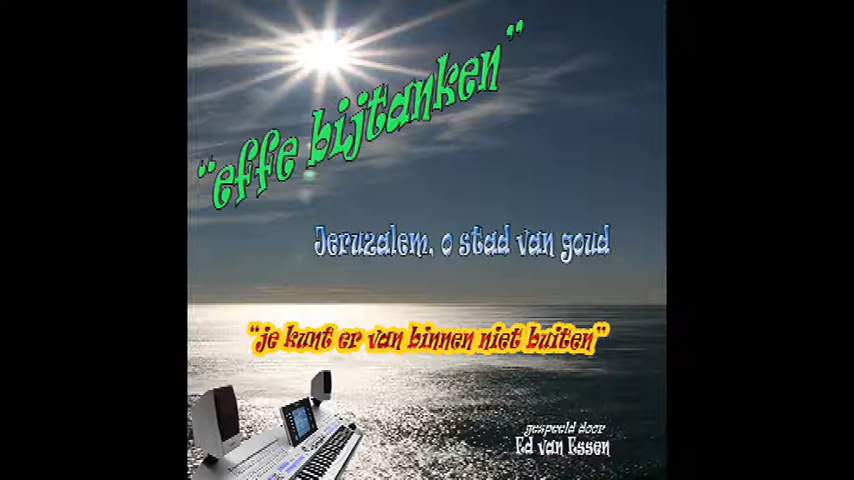 “effe bijtanken”
Jeruzalem, o stad van goud
“je kunt er van binnen niet buiten”
gespeeld door
Ed van Essen